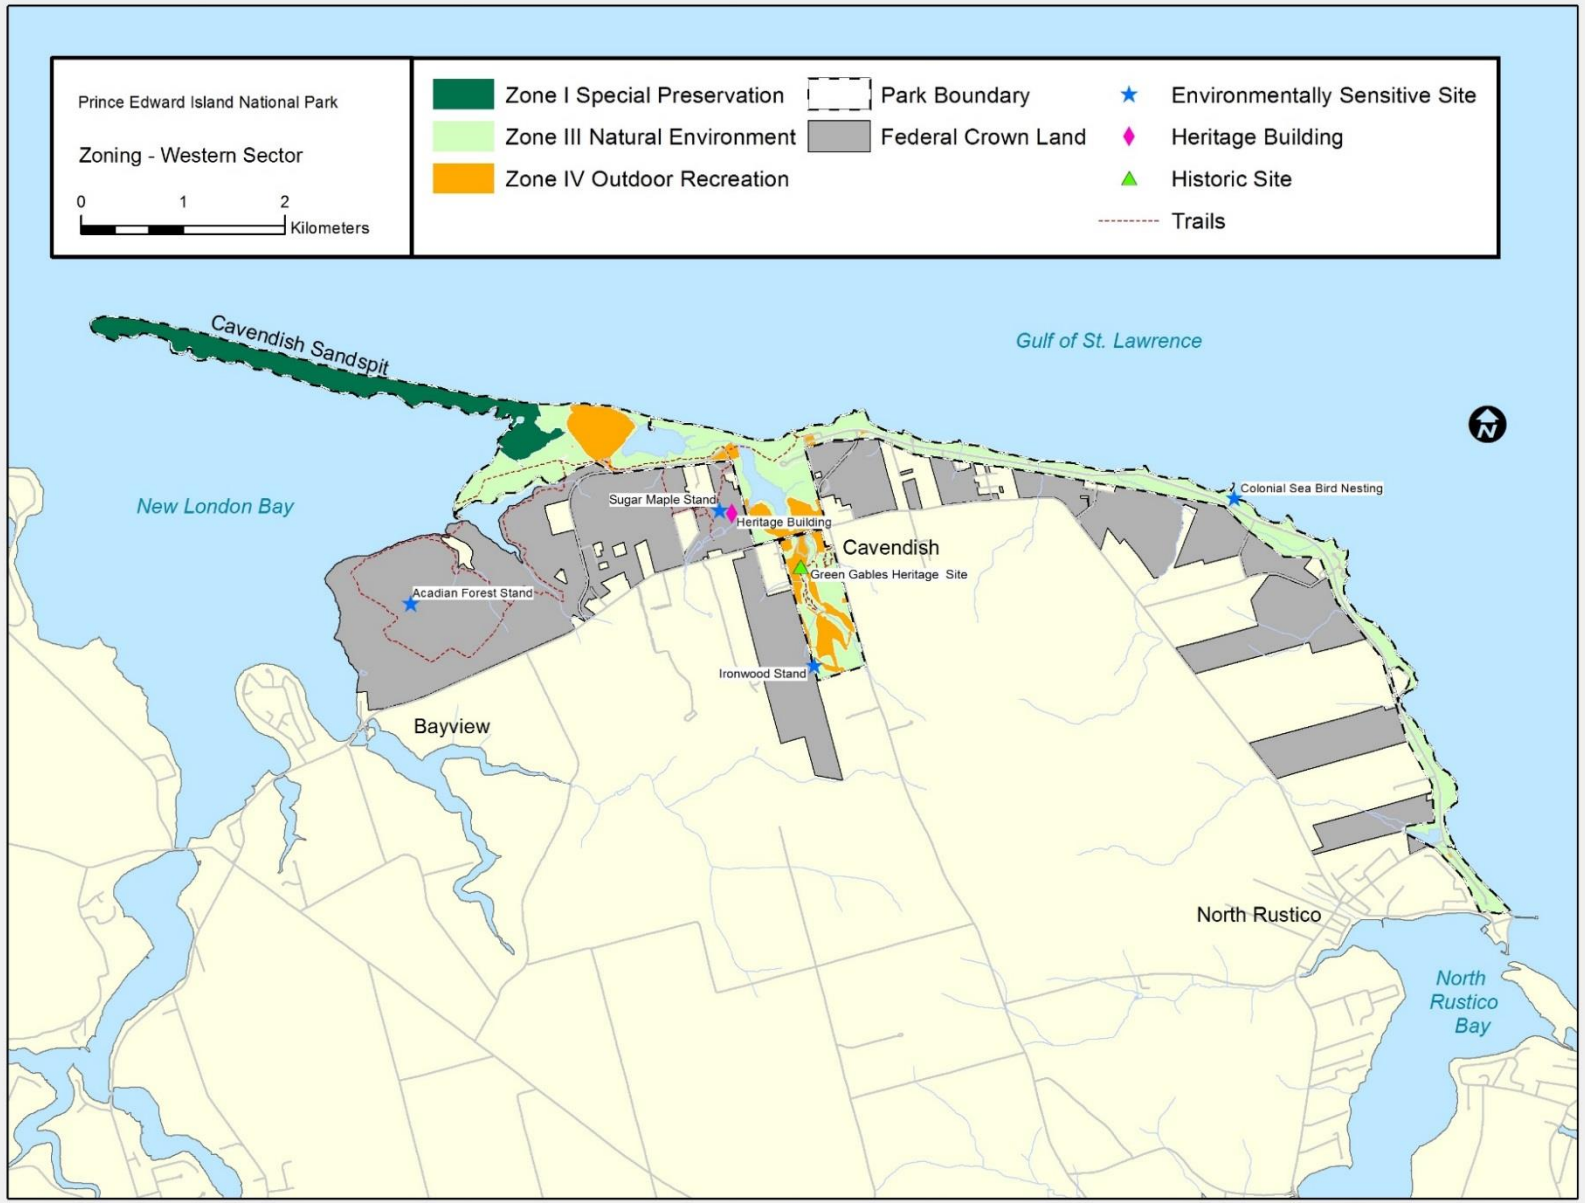 Prince Edward Island National Park
Zoning - Western Sector
0 1 2
Kilometers
Zone I Special Preservation
Zone III Natural Environment
Zone IV Outdoor Recreation
Park Boundary
Federal Crown Land
Environmentally Sensitive Site
Heritage Building
Historic Site
Trails
Cavendish Sandspit
Gulf of St. Lawrence
N
New London Bay
Sugar Maple Stand
Heritage Building
Colonial Sea Bird Nesting
Cavendish
Green Gables Heritage Site
Acadian Forest Stand
Ironwood Stand
Bayview
North Rustico
North
Rustico
Bay